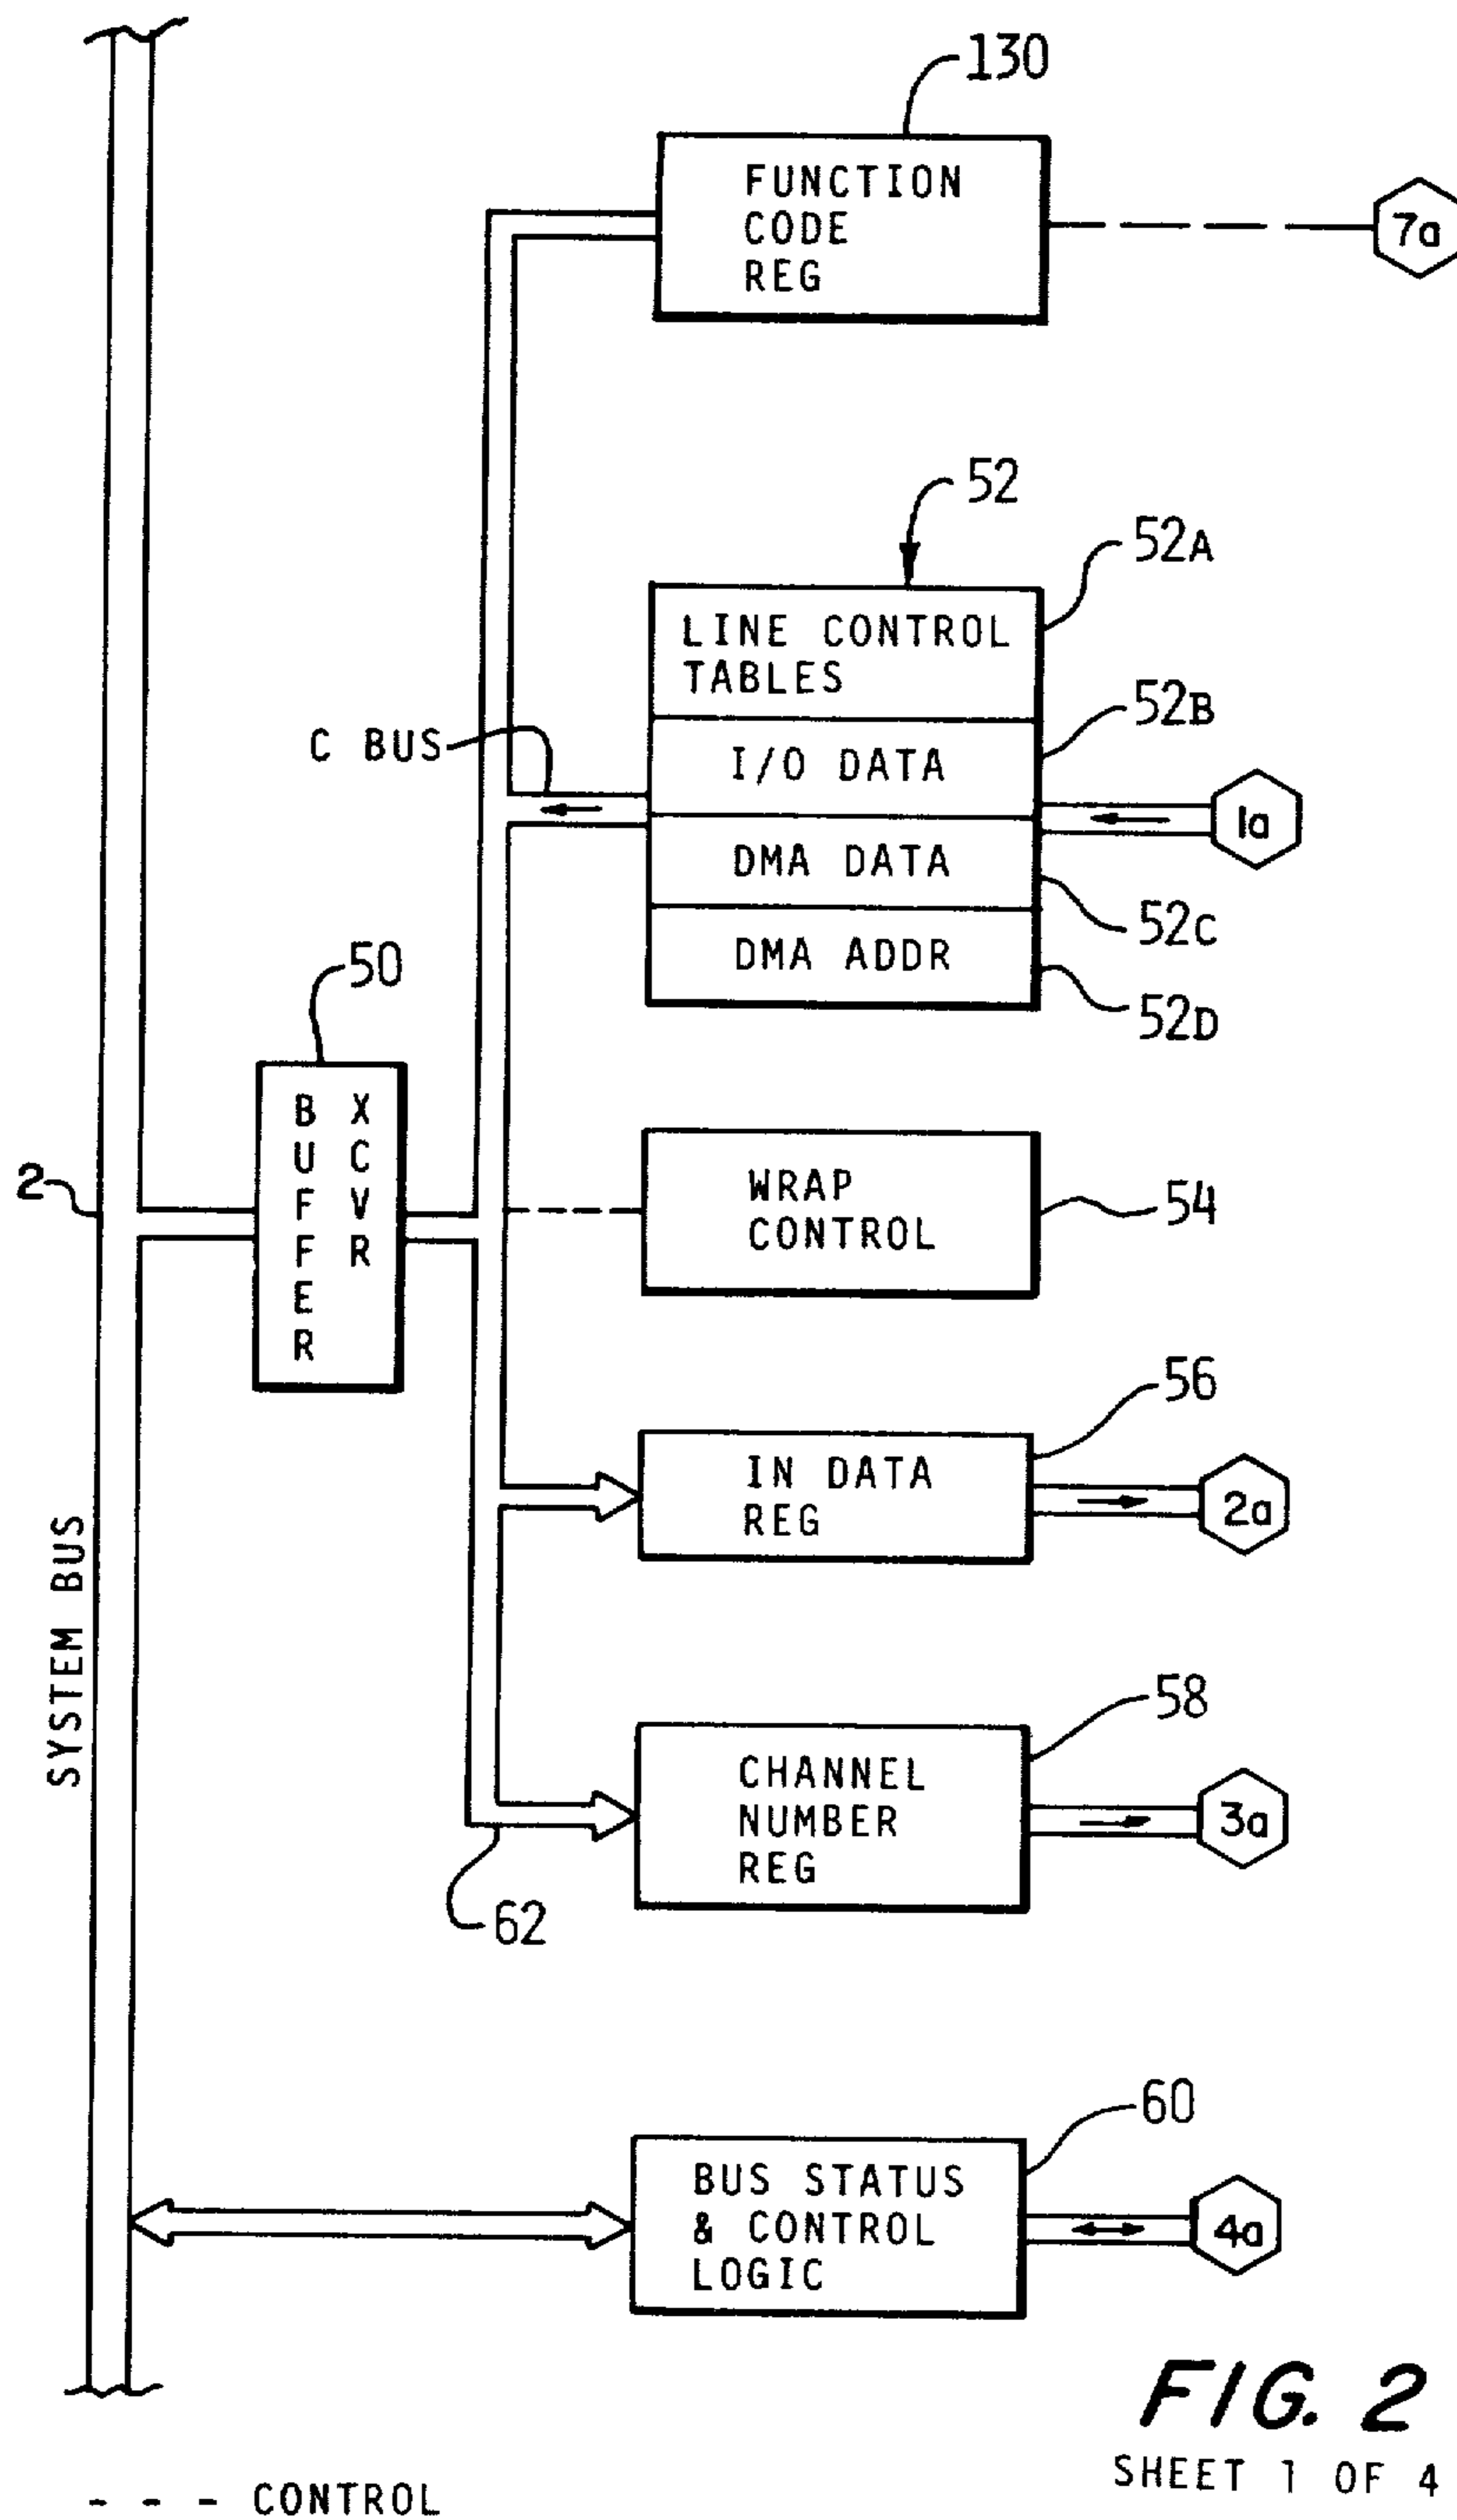 130
FUNCTION
CODE
REG
7a
52
52A
LINE CONTROL
TABLES
52B
C BUS
I/O DATA
1a
DMA DATA
52C
DMA ADDR
52D
50
BUFFER
XCVR
2
WRAP
CONTROL
54
56
IN DATA
REG
2a
SYSTEM BUS
58
CHANNEL
NUMBER
REG
3a
62
60
BUS STATUS
& CONTROL
LOGIC
4a
FIG. 2
SHEET 1 OF 4
- - - CONTROL